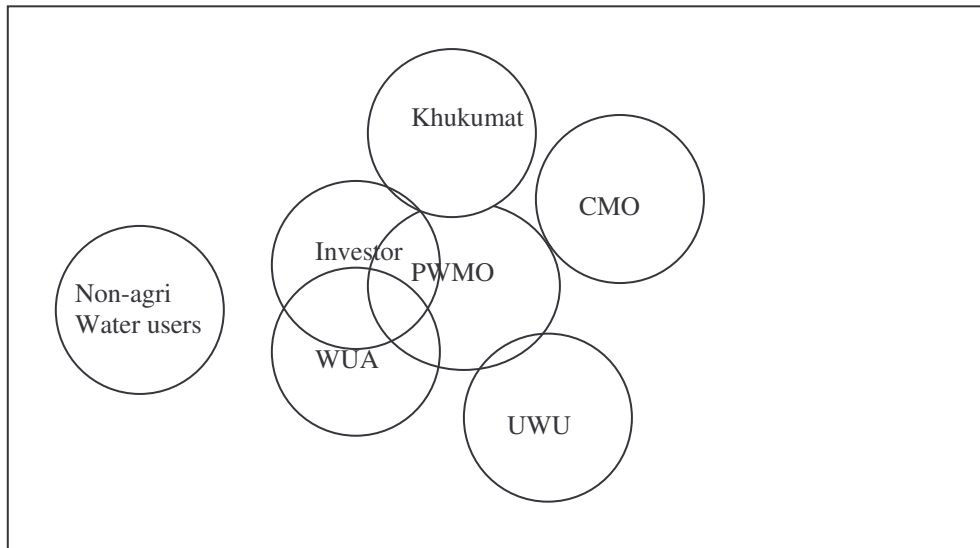 Khukumat
CMO
Investor
PWMO
Non-agri
Water users
WUA
UWU